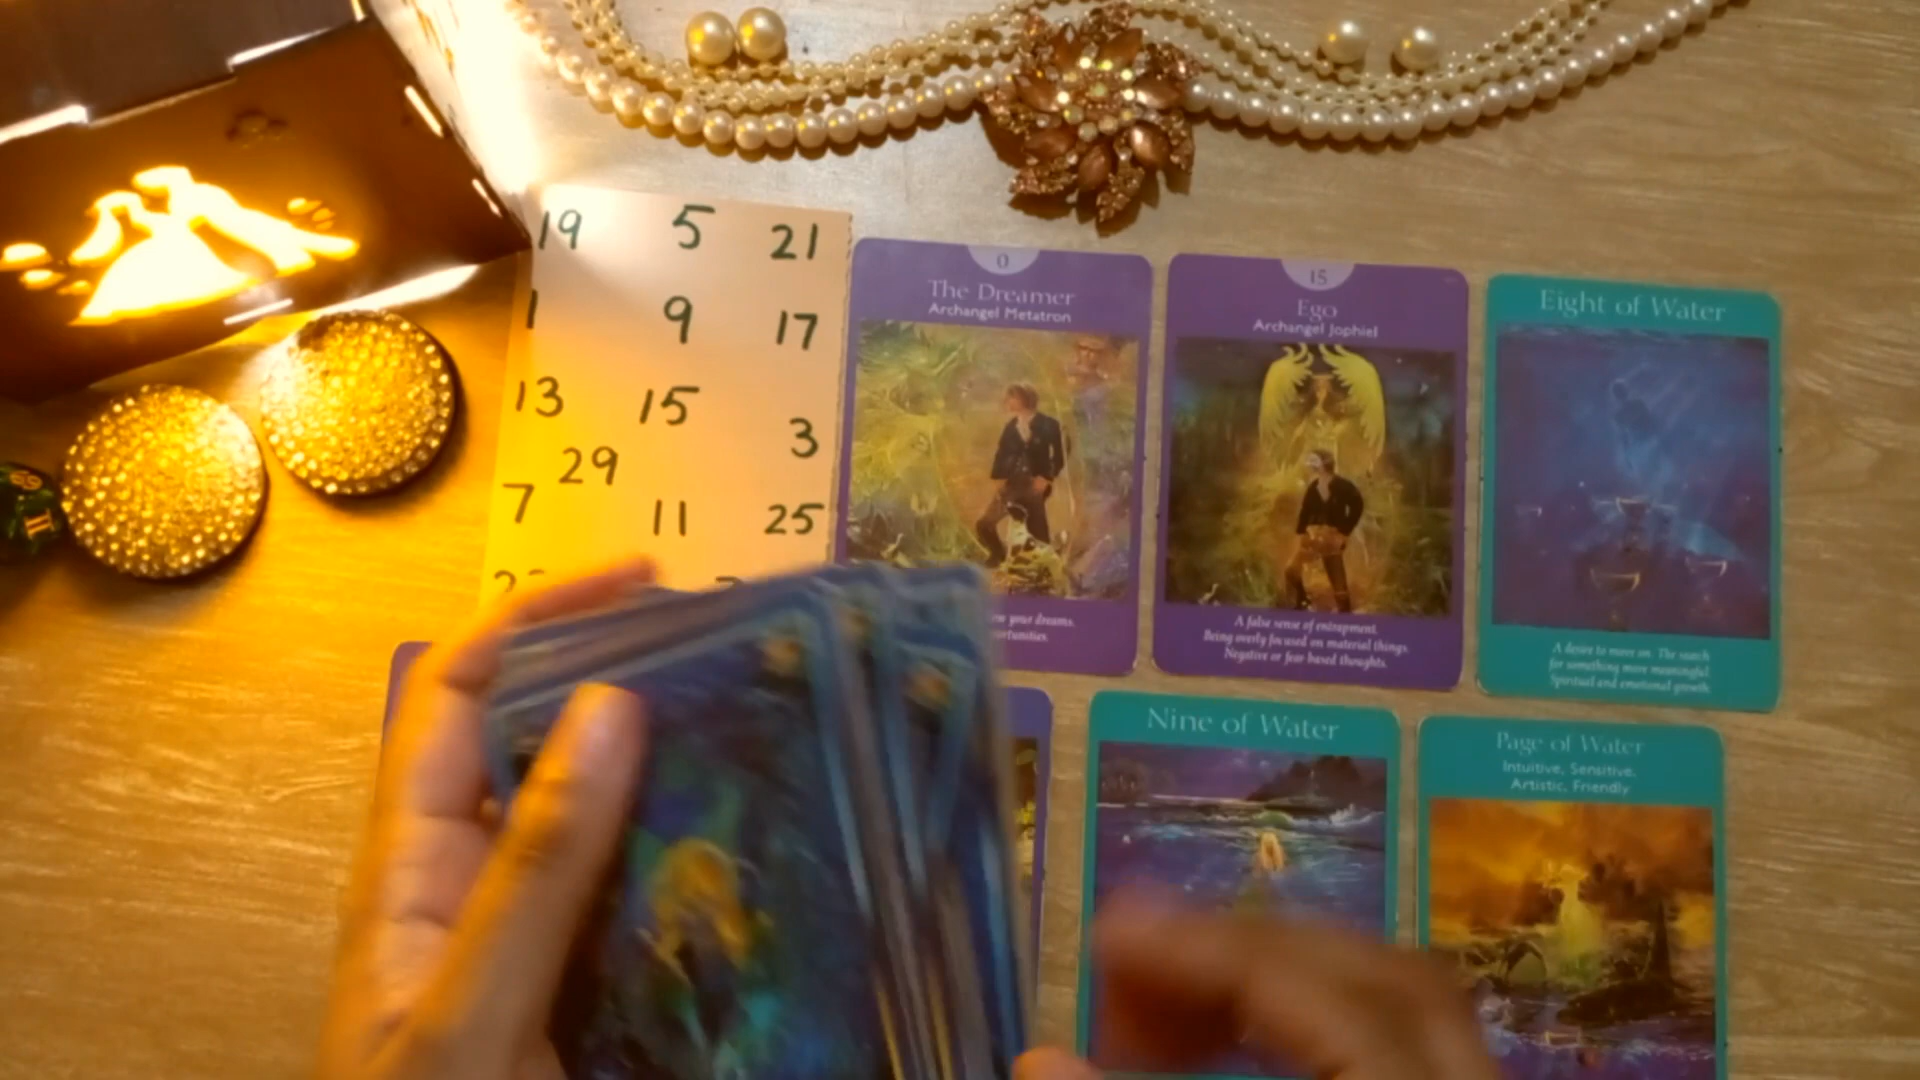 19 5 21
1 9 17
13 15 3
29
7 11 25
0
The Dreamer
Archangel Metatron
your dreams.
15
Ego
Archangel Jophiel
A false sense of entrapment.
Being overly focused on material things.
Negative or fear based thoughts.
Eight of Water
A desire to move on. The search
for something more meaningful.
Spiritual and emotional growth.
Nine of Water
Page of Water
Intuitive, Sensitive,
Artistic, Friendly